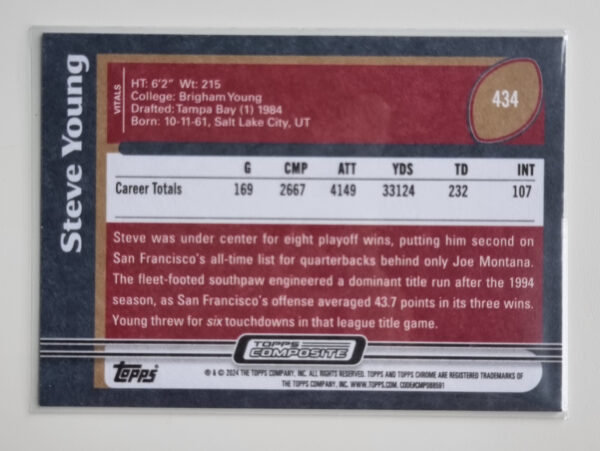 Steve Young
VITALS
HT: 6'2" Wt: 215
College: Brigham Young
Drafted: Tampa Bay (1) 1984
Born: 10-11-61, Salt Lake City, UT
434
G CMP ATT YDS TD INT
Career Totals 169 2667 4149 33124 232 107
Steve was under center for eight playoff wins, putting him second on
San Francisco's all-time list for quarterbacks behind only Joe Montana.
The fleet-footed southpaw engineered a dominant title run after the 1994
season, as San Francisco's offense averaged 43.7 points in its three wins.
Young threw for six touchdowns in that league title game.
TOPPS
COMPOSITE
topps
® & © 2024 THE TOPPS COMPANY, INC. ALL RIGHTS RESERVED. TOPPS AND TOPPS CHROME ARE REGISTERED TRADEMARKS OF
THE TOPPS COMPANY, INC. WWW.TOPPS.COM. CODE#CMP088591